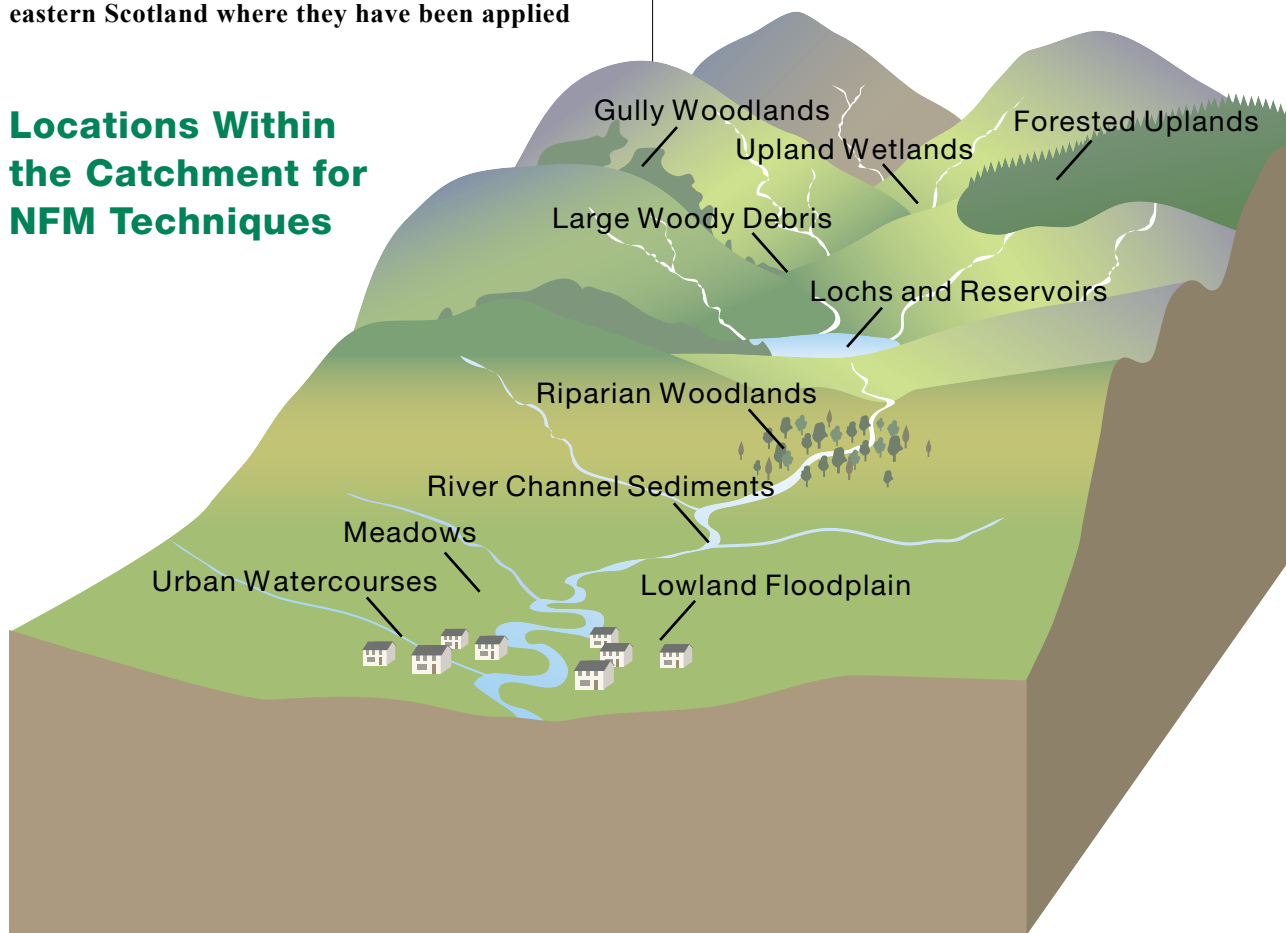 eastern Scotland where they have been applied
Locations Within
the Catchment for
NFM Techniques
Gully Woodlands
Forested Uplands
Upland Wetlands
Large Woody Debris
Lochs and Reservoirs
Riparian Woodlands
River Channel Sediments
Meadows
Urban Watercourses
Lowland Floodplain